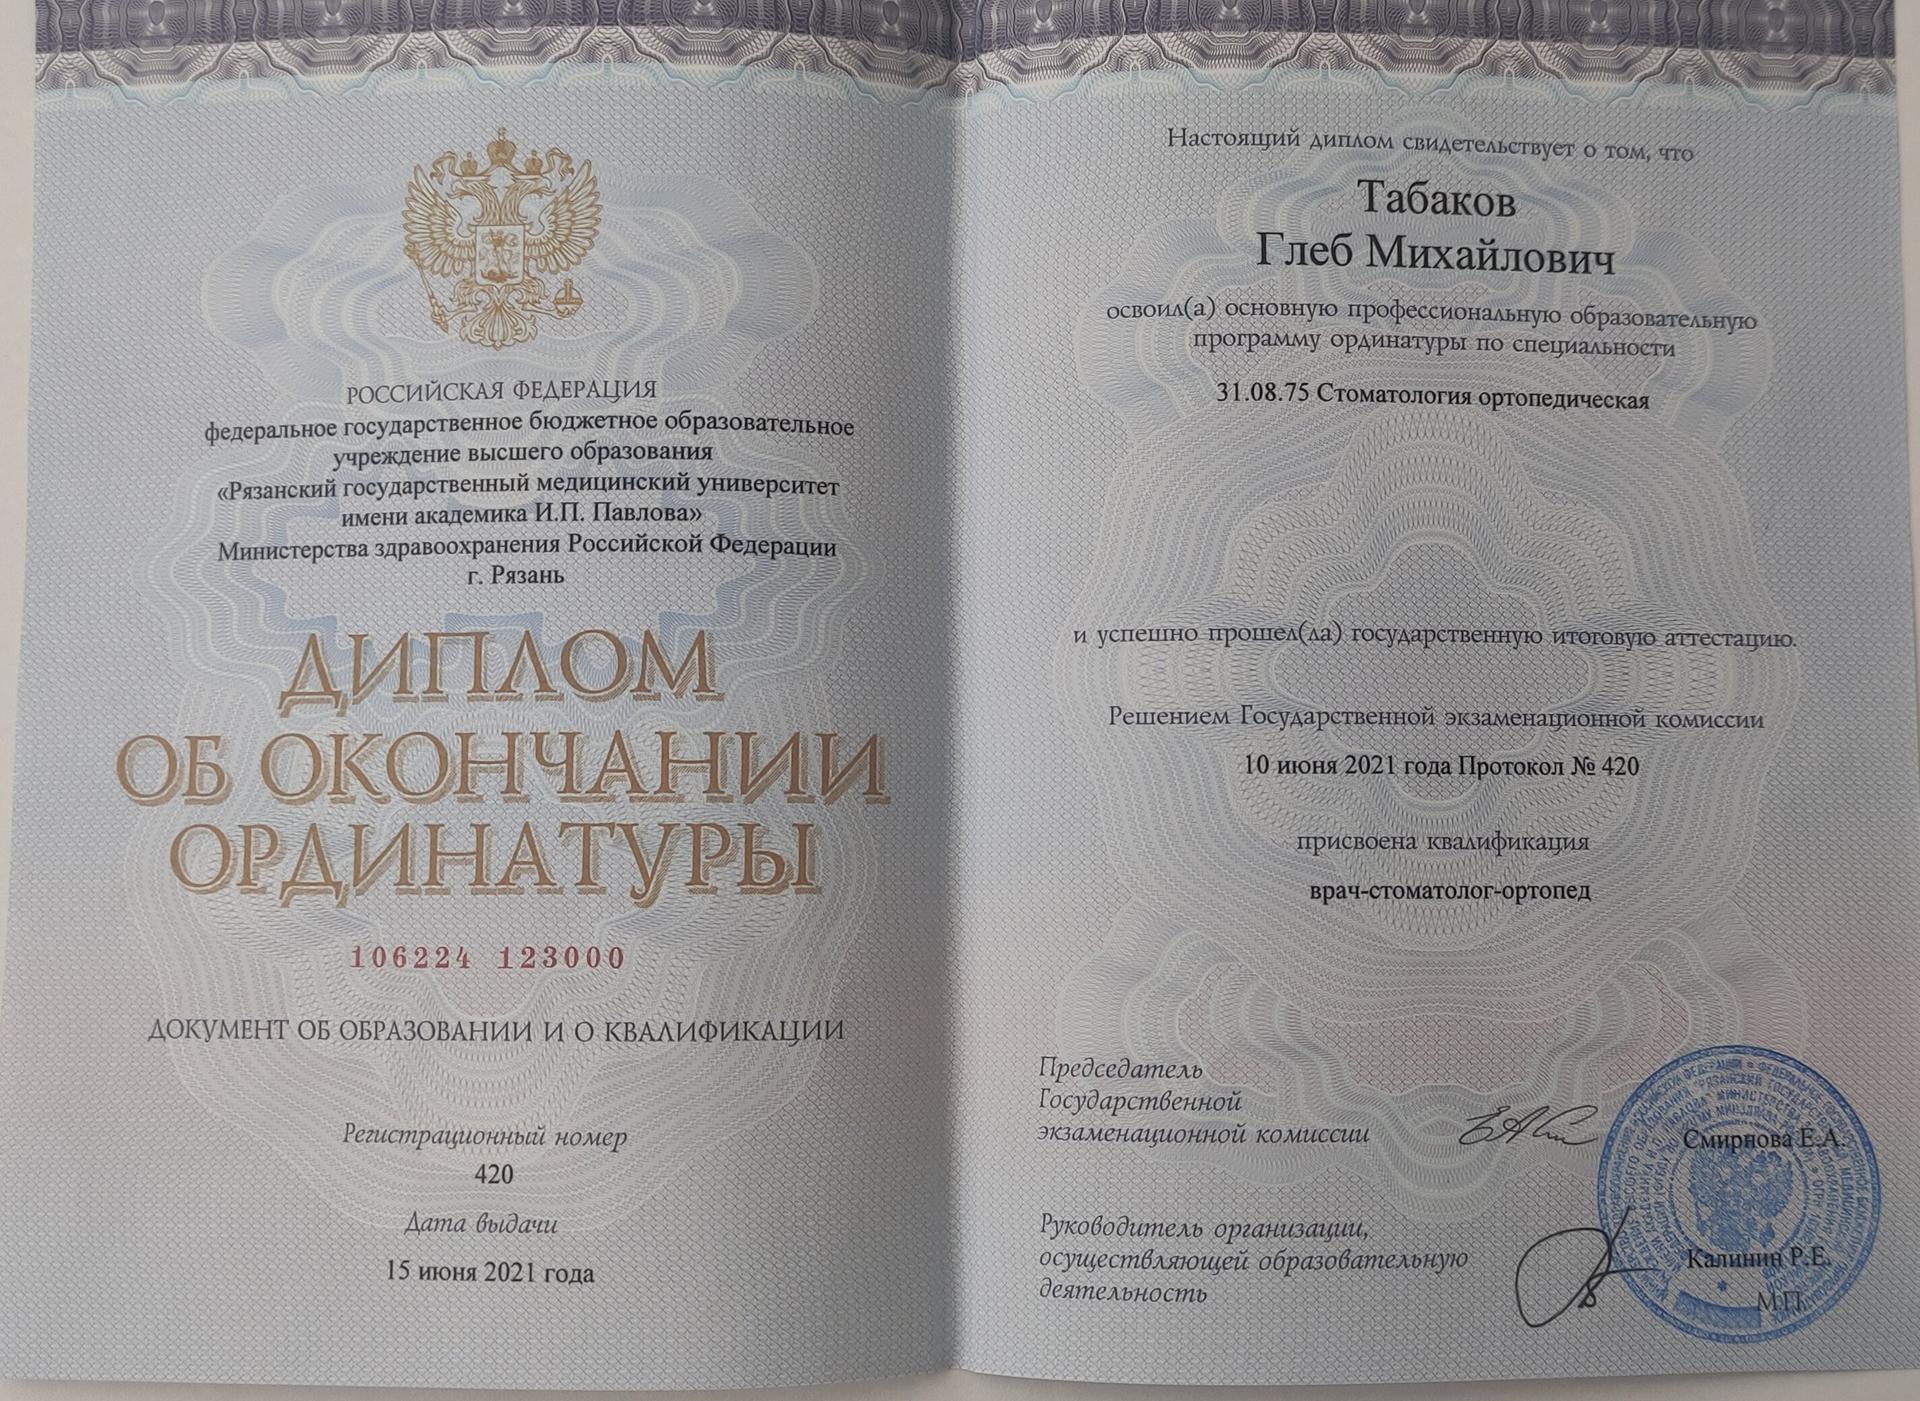 РОССИЙСКАЯ ФЕДЕРАЦИЯ
федеральное государственное бюджетное образовательное
учреждение высшего образования
«Рязанский государственный медицинский университет
имени академика И.П. Павлова»
Министерства здравоохранения Российской Федерации
г. Рязань
ДИПЛОМ
ОБ ОКОНЧАНИИ
ОРДИНАТУРЫ
106224 123000
ДОКУМЕНТ ОБ ОБРАЗОВАНИИ И О КВАЛИФИКАЦИИ
Регистрационный номер
420
Дата выдачи
15 июня 2021 года
Настоящий диплом свидетельствует о том, что
Табаков
Глеб Михайлович
освоил(а) основную профессиональную образовательную
программу ординатуры по специальности
31.08.75 Стоматология ортопедическая
и успешно прошел(ла) государственную итоговую аттестацию.
Решением Государственной экзаменационной комиссии
10 июня 2021 года Протокол № 420
присвоена квалификация
врач-стоматолог-ортопед
Председатель
Государственной
экзаменационной комиссии
Смирнова Е.А.
Руководитель организации,
осуществляющей образовательную
деятельность
Калинин Р.Е.
М.П.